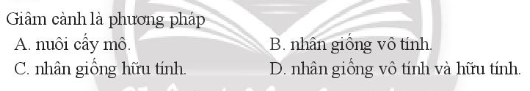 Giâm cành là phương pháp
A. nuôi cấy mô. B. nhân giống vô tính.
C. nhân giống hữu tính. D. nhân giống vô tính và hữu tính.